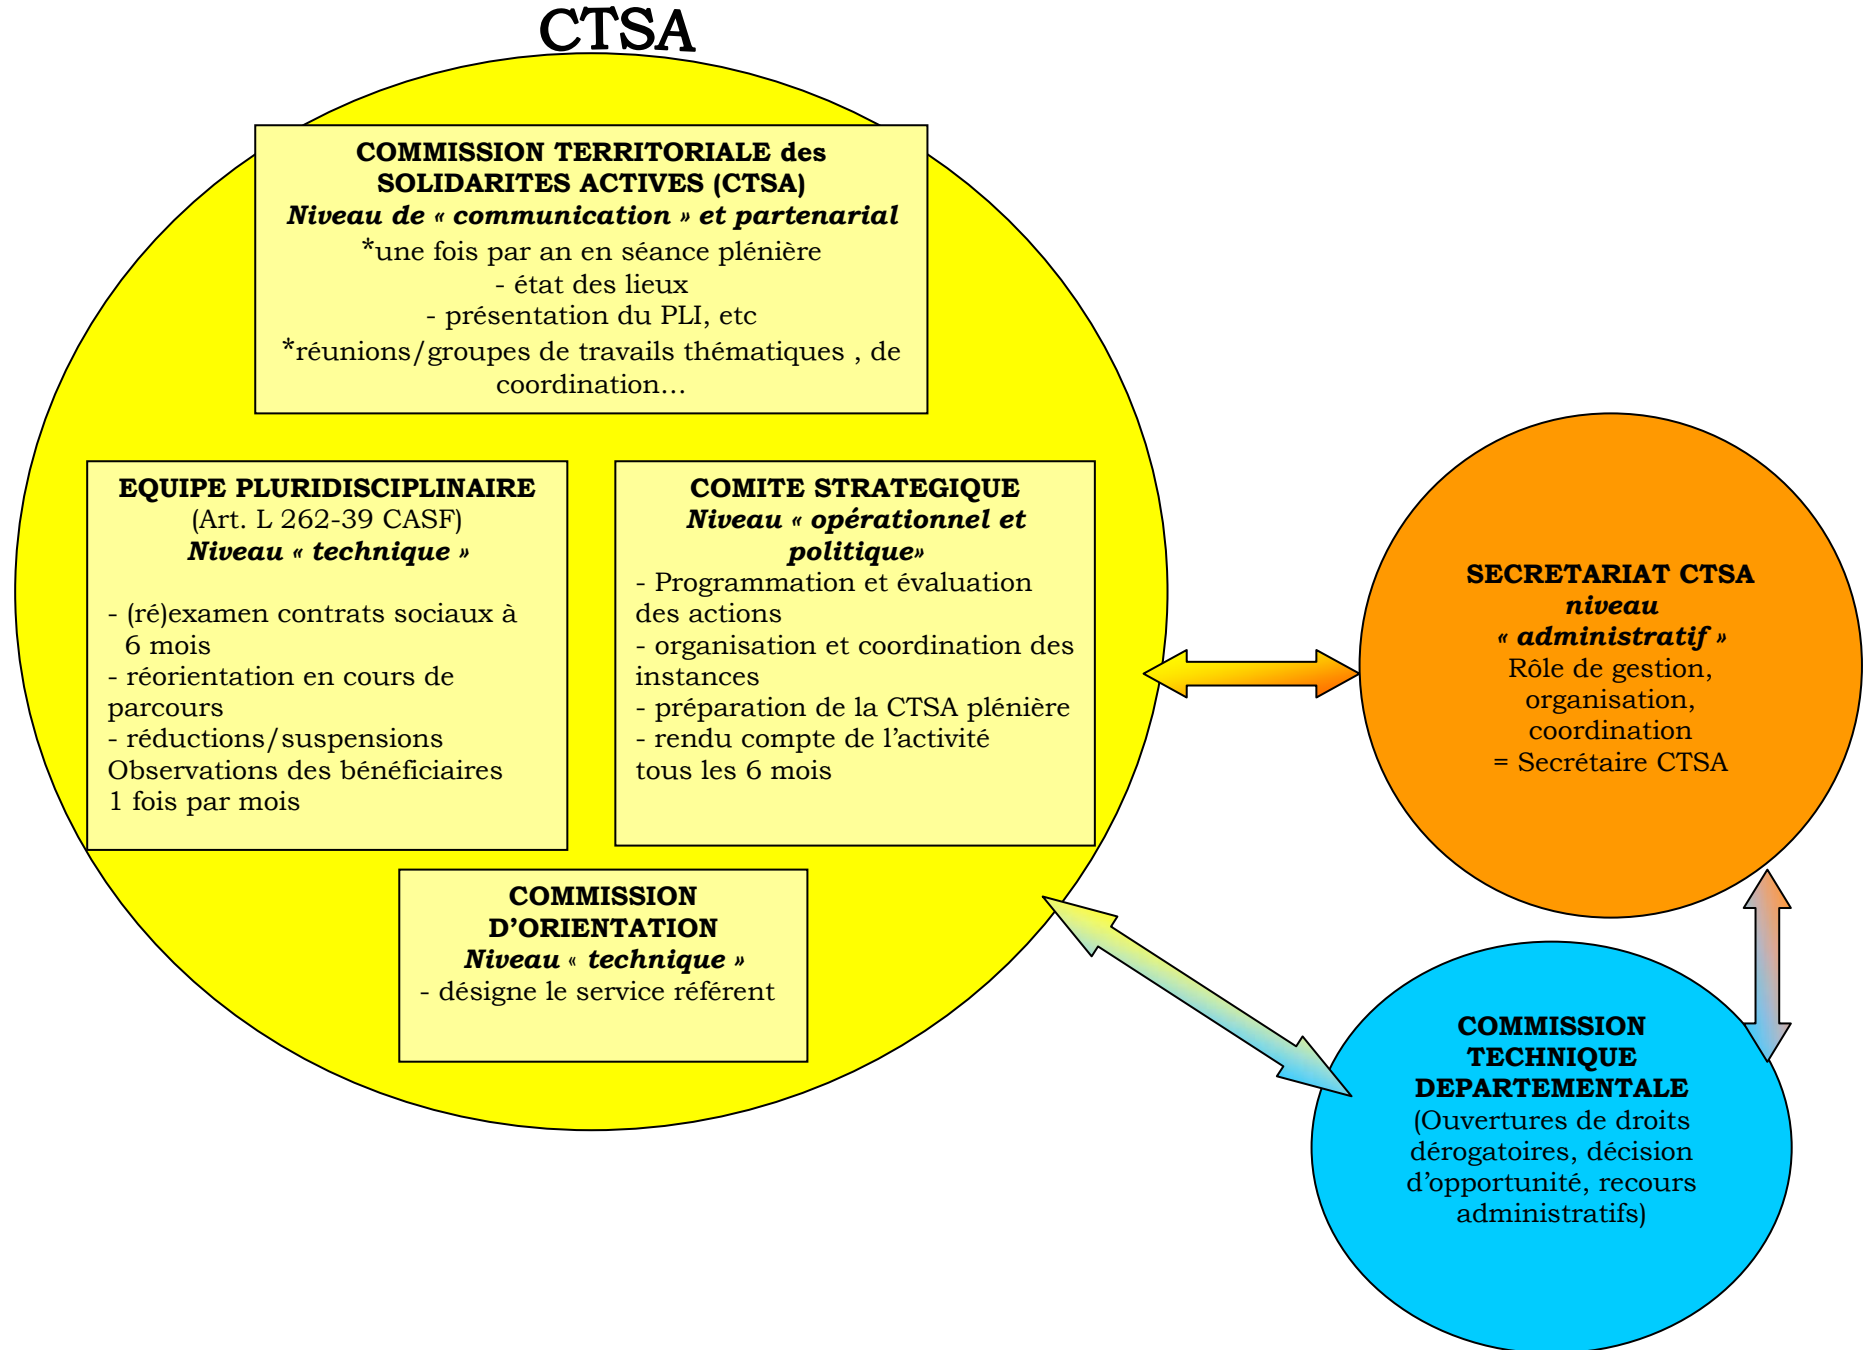 CTSA
COMMISSION TERRITORIALE des
SOLIDARITES ACTIVES (CTSA)
Niveau de « communication » et partenarial
*une fois par an en séance plénière
- état des lieux
- présentation du PLI, etc
*réunions/groupes de travails thématiques , de
coordination…
EQUIPE PLURIDISCIPLINAIRE
(Art. L 262-39 CASF)
Niveau « technique »
- (ré)examen contrats sociaux à
6 mois
- réorientation en cours de
parcours
- réductions/suspensions
Observations des bénéficiaires
1 fois par mois
COMITE STRATEGIQUE
Niveau « opérationnel et
politique»
- Programmation et évaluation
des actions
- organisation et coordination des
instances
- préparation de la CTSA plénière
- rendu compte de l’activité
tous les 6 mois
COMMISSION
D’ORIENTATION
Niveau « technique »
- désigne le service référent
SECRETARIAT CTSA
niveau
« administratif »
Rôle de gestion,
organisation,
coordination
= Secrétaire CTSA
COMMISSION
TECHNIQUE
DEPARTEMENTALE
(Ouvertures de droits
dérogatoires, décision
d’opportunité, recours
administratifs)